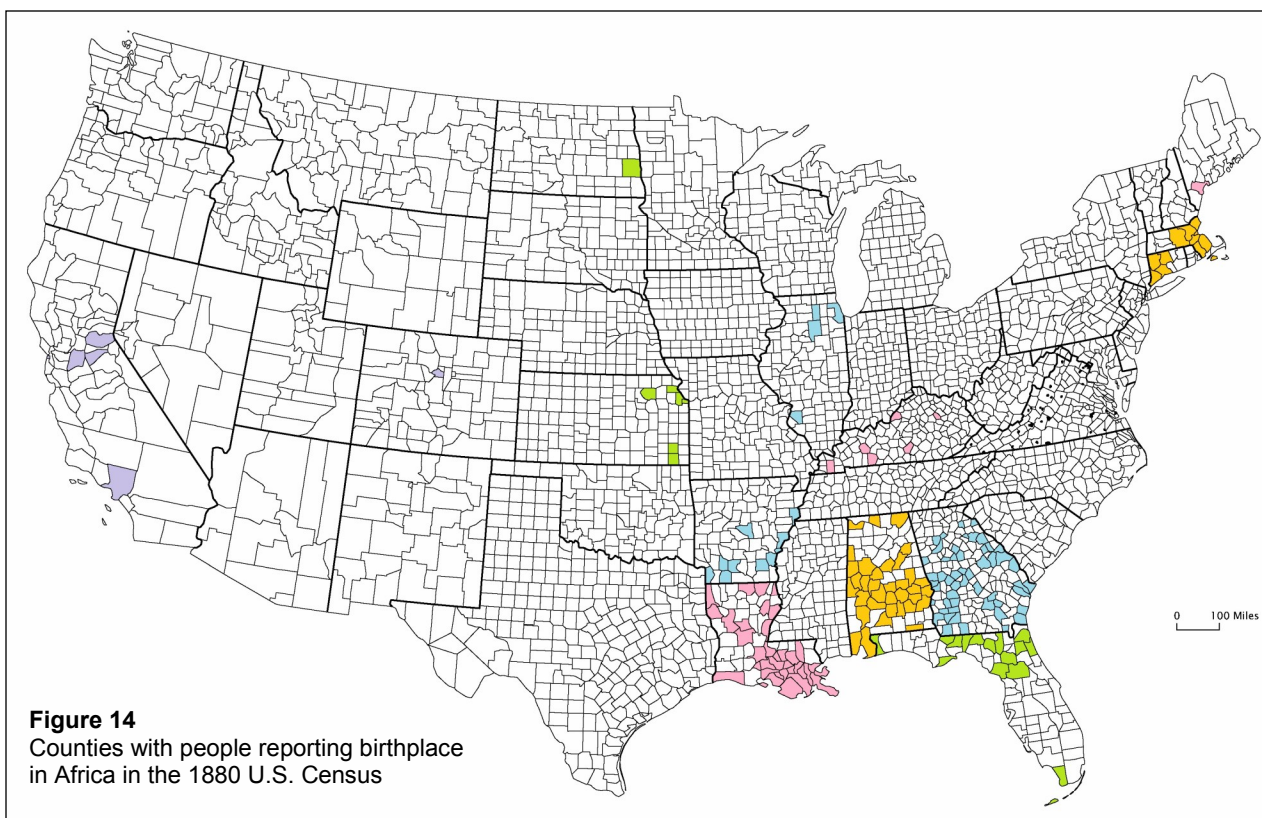 0 100 Miles
Figure 14
Counties with people reporting birthplace
in Africa in the 1880 U.S. Census